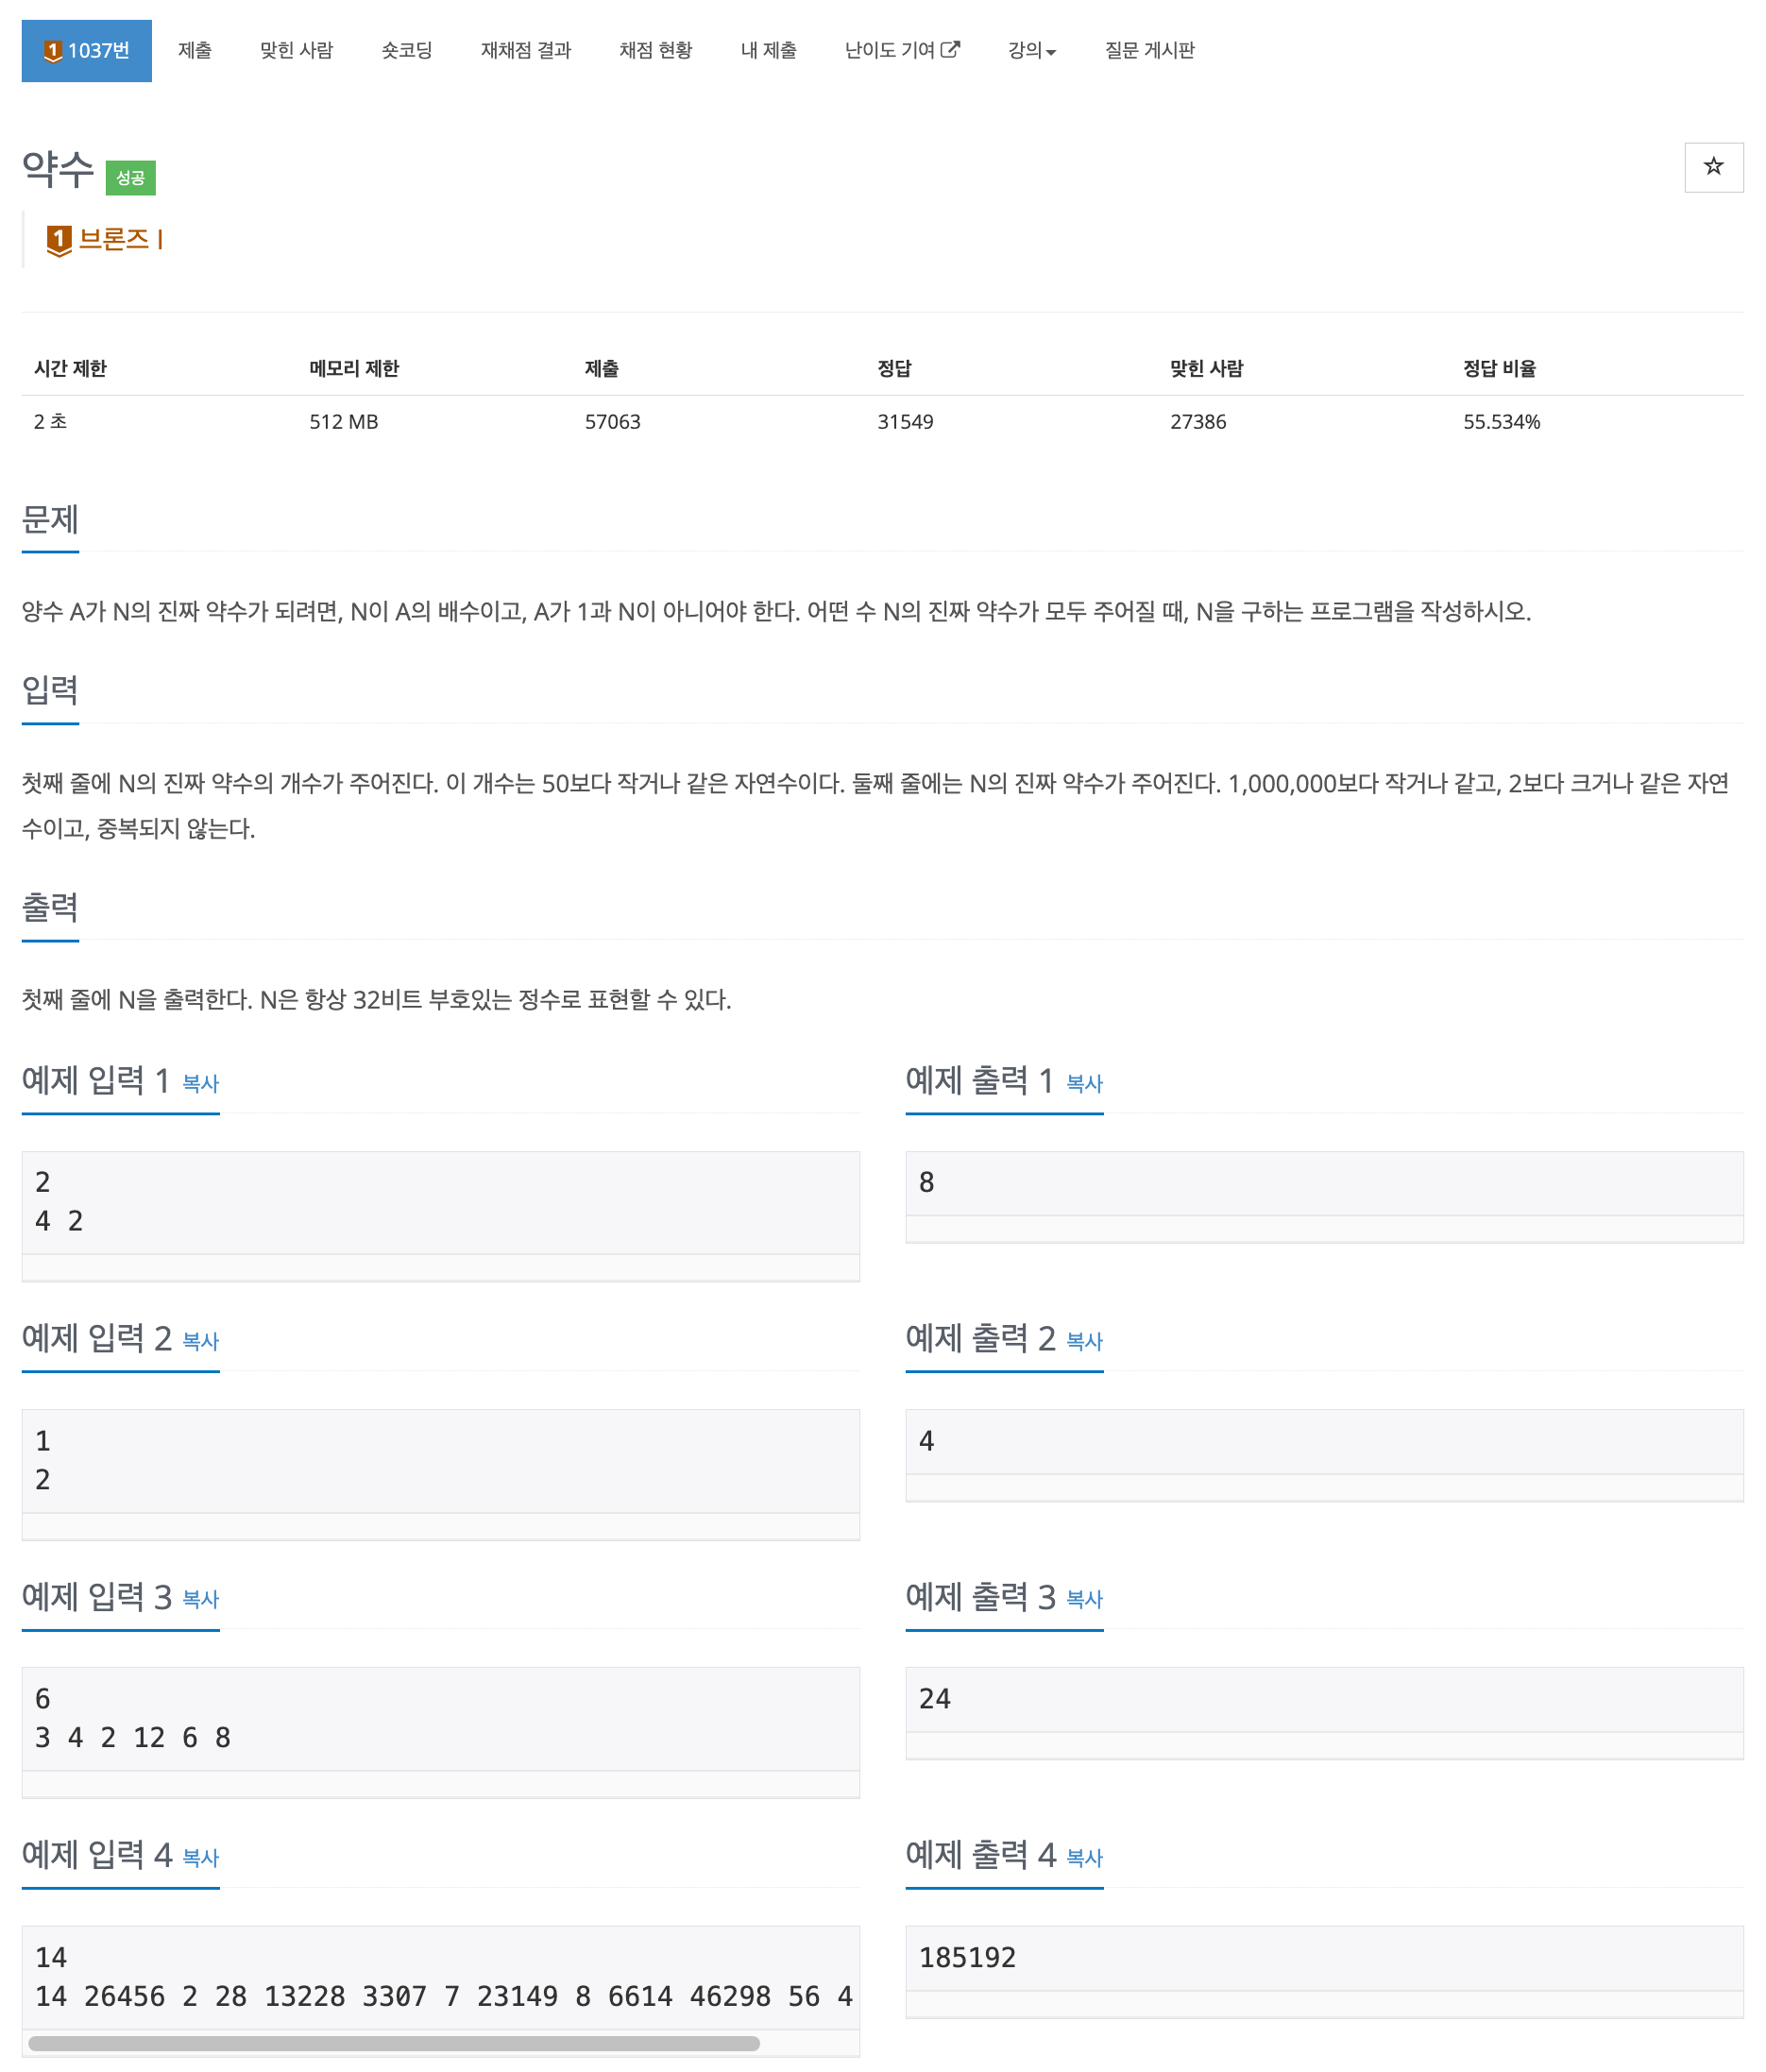 1 1037번 제출 맞힌 사람 숏코딩 재채점 결과 채점 현황 내 제출 난이도 기여 강의 질문 게시판
약수 성공
1 브론즈 I
시간 제한 메모리 제한 제출 정답 맞힌 사람 정답 비율
2 초 512 MB 57063 31549 27386 55.534%
문제
양수 A가 N의 진짜 약수가 되려면, N이 A의 배수이고, A가 1과 N이 아니어야 한다. 어떤 수 N의 진짜 약수가 모두 주어질 때, N을 구하는 프로그램을 작성하시오.
입력
첫째 줄에 N의 진짜 약수의 개수가 주어진다. 이 개수는 50보다 작거나 같은 자연수이다. 둘째 줄에는 N의 진짜 약수가 주어진다. 1,000,000보다 작거나 같고, 2보다 크거나 같은 자연
수이고, 중복되지 않는다.
출력
첫째 줄에 N을 출력한다. N은 항상 32비트 부호있는 정수로 표현할 수 있다.
예제 입력 1 복사
2
4 2
예제 출력 1 복사
8
예제 입력 2 복사
1
2
예제 출력 2 복사
4
예제 입력 3 복사
6
3 4 2 12 6 8
예제 출력 3 복사
24
예제 입력 4 복사
14
14 26456 2 28 13228 3307 7 23149 8 6614 46298 56 4
예제 출력 4 복사
185192